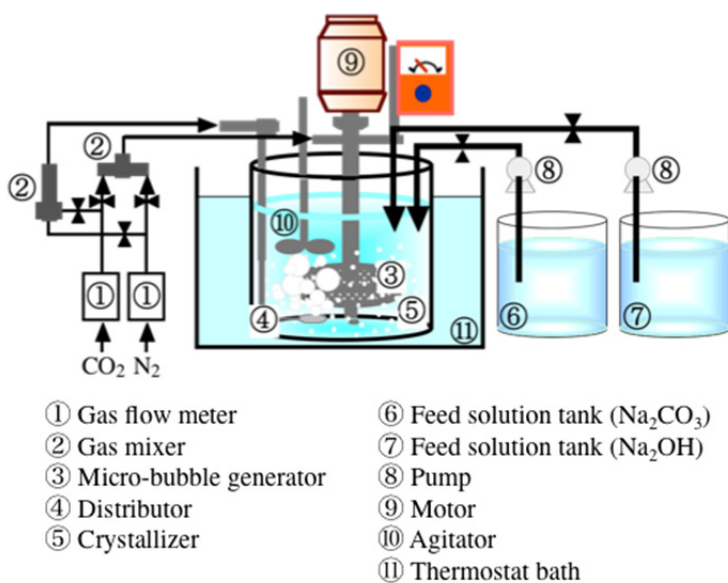 ⑨
②
②
⑧
⑧
⑩
③
①
①
④
⑤
⑪
⑥
⑦
CO₂ N₂
① Gas flow meter
② Gas mixer
③ Micro-bubble generator
④ Distributor
⑤ Crystallizer
⑥ Feed solution tank (Na₂CO₃)
⑦ Feed solution tank (Na₂OH)
⑧ Pump
⑨ Motor
⑩ Agitator
⑪ Thermostat bath